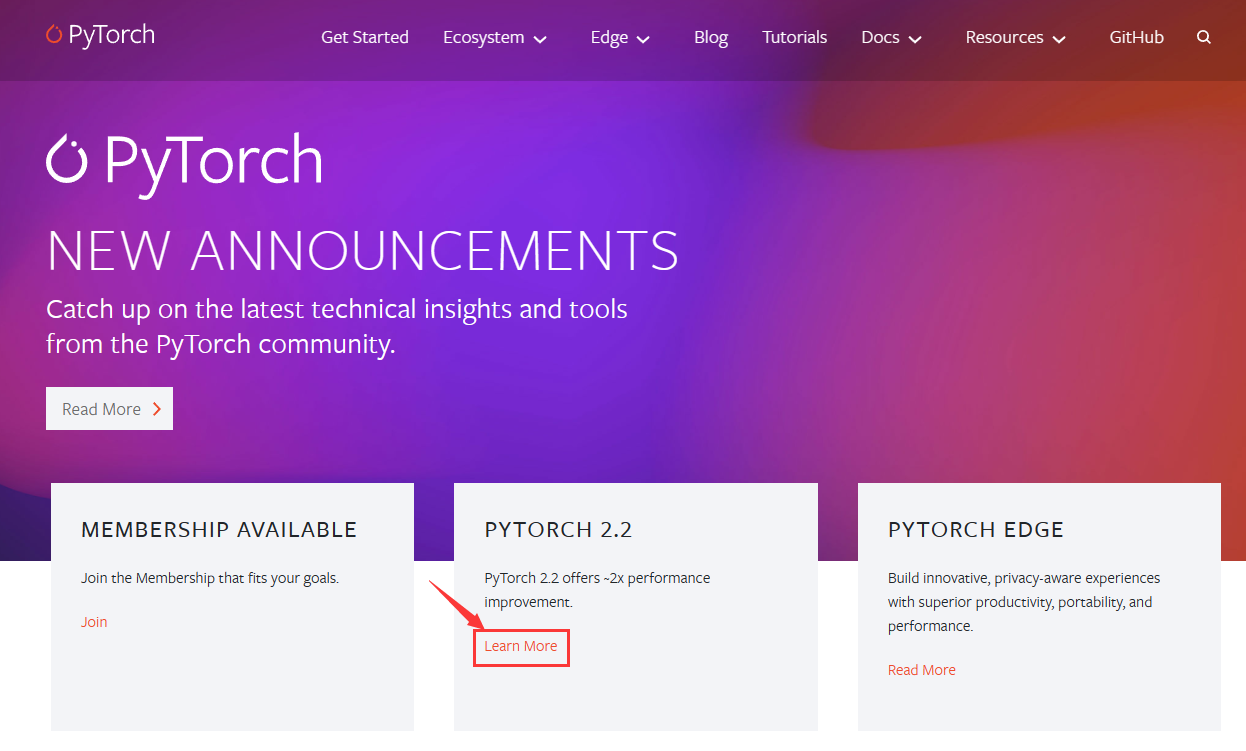 PyTorch
Get Started Ecosystem Edge Blog Tutorials Docs Resources GitHub
PyTorch
NEW ANNOUNCEMENTS
Catch up on the latest technical insights and tools
from the PyTorch community.
Read More
MEMBERSHIP AVAILABLE
Join the Membership that fits your goals.
Join
PYTORCH 2.2
PyTorch 2.2 offers ~2x performance
improvement.
Learn More
PYTORCH EDGE
Build innovative, privacy-aware experiences
with superior productivity, portability, and
performance.
Read More